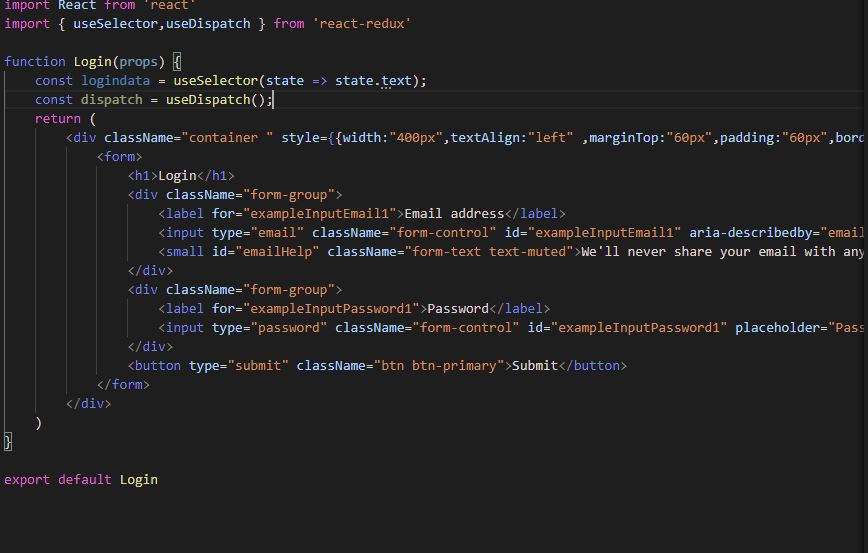 import React from 'react'
import { useSelector,useDispatch } from 'react-redux'
function Login(props) {
const logindata = useSelector(state => state.text);
const dispatch = useDispatch();
return (
<div className="container " style={{width:"400px",textAlign:"left" ,marginTop:"60px",padding:"60px",bord
<form>
<h1>Login</h1>
<div className="form-group">
<label for="exampleInputEmail1">Email address</label>
<input type="email" className="form-control" id="exampleInputEmail1" aria-describedby="email
<small id="emailHelp" className="form-text text-muted">We'll never share your email with any
</div>
<div className="form-group">
<label for="exampleInputPassword1">Password</label>
<input type="password" className="form-control" id="exampleInputPassword1" placeholder="Pass
</div>
<button type="submit" className="btn btn-primary">Submit</button>
</form>
</div>
)
}
export default Login